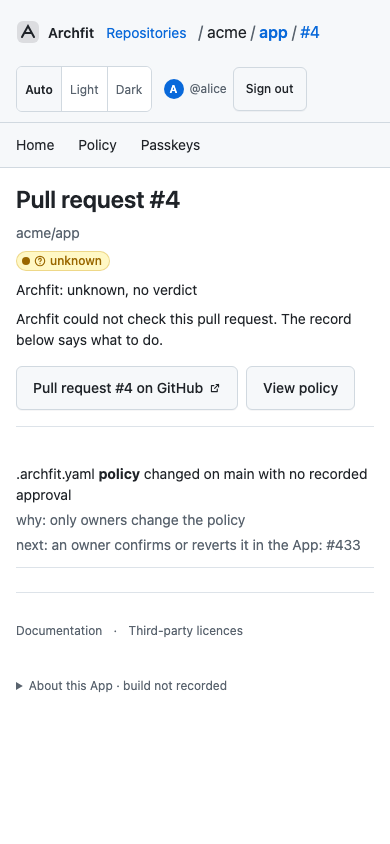 Archfit Repositories / acme / app / #4
Auto Light Dark A @alice Sign out
Home Policy Passkeys
Pull request #4
acme/app
unknown
Archfit: unknown, no verdict
Archfit could not check this pull request. The record
below says what to do.
Pull request #4 on GitHub View policy
.archfit.yaml policy changed on main with no recorded
approval
why: only owners change the policy
next: an owner confirms or reverts it in the App: #433
Documentation · Third-party licences
About this App · build not recorded